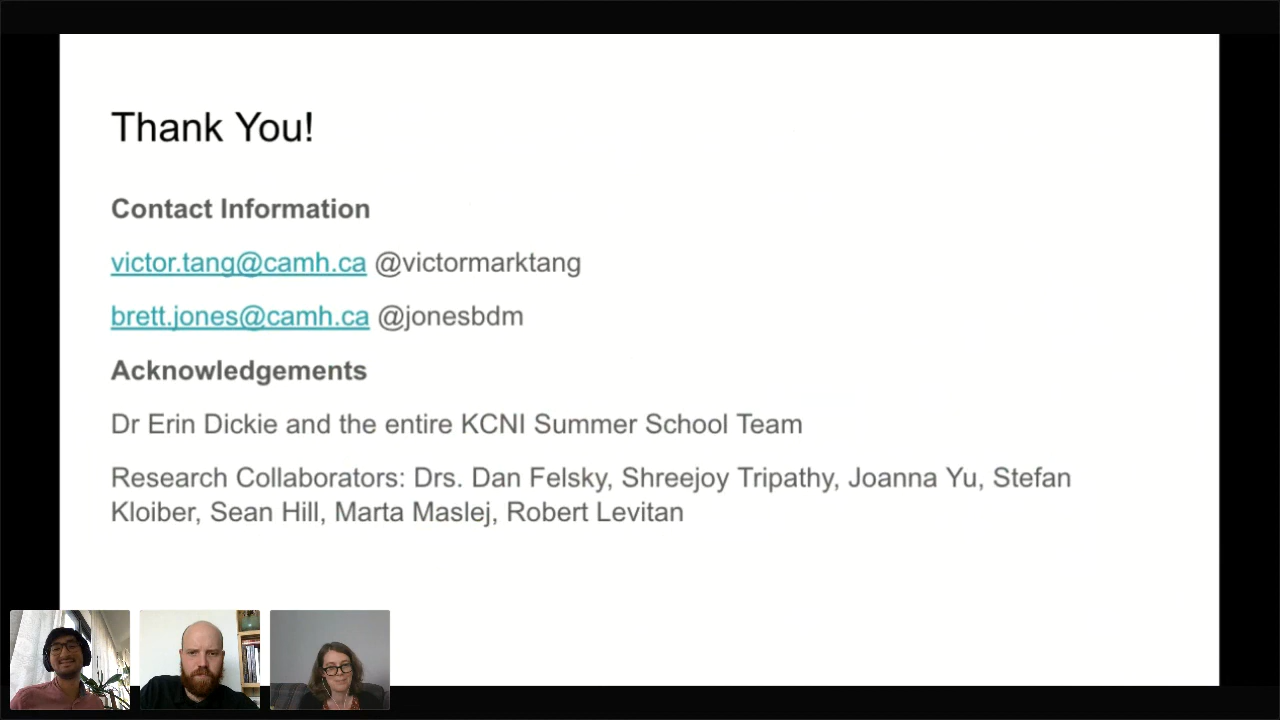 Thank You!
Contact Information
victor.tang@camh.ca @victormarktang
brett.jones@camh.ca @jonesbdm
Acknowledgements
Dr Erin Dickie and the entire KCNI Summer School Team
Research Collaborators: Drs. Dan Felsky, Shreejoy Tripathy, Joanna Yu, Stefan
Kloiber, Sean Hill, Marta Maslej, Robert Levitan